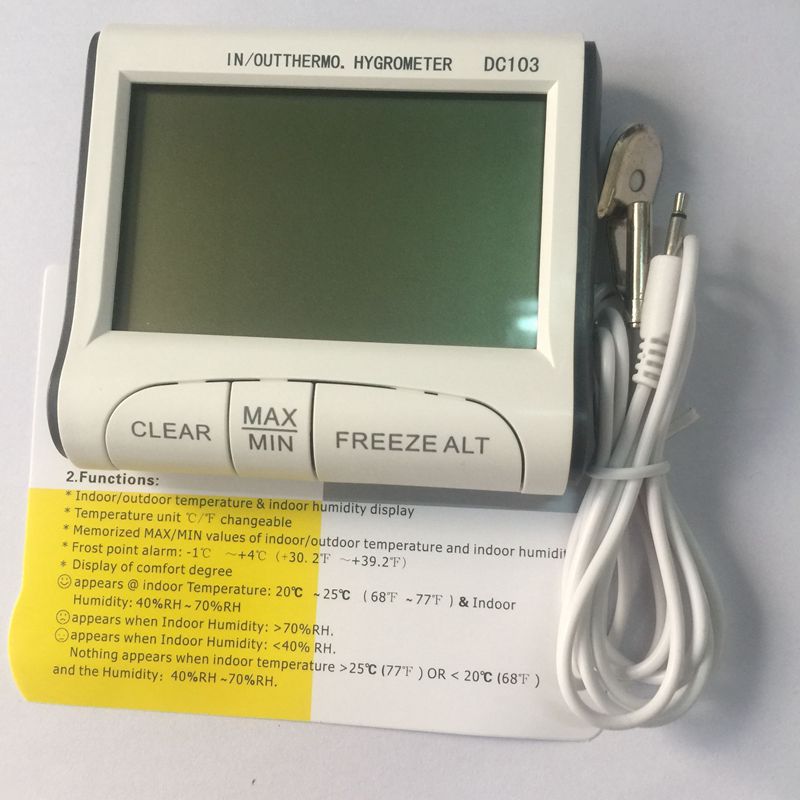 IN/OUTTHERMO. HYGROMETER DC103
CLEAR
MAX
MIN
FREEZE ALT
2.Functions:
* Indoor/outdoor temperature & indoor humidity display
* Temperature unit ℃/℉ changeable
* Memorized MAX/MIN values of indoor/outdoor temperature and indoor humidit
* Frost point alarm: -1℃ ~+4℃ (+30. 2℉ ~+39.2℉)
* Display of comfort degree
appears @ indoor Temperature: 20℃ ~25℃ (68℉ ~77℉) & Indoor
Humidity: 40%RH~70%RH
appears when Indoor Humidity: >70%RH.
appears when Indoor Humidity: <40% RH.
Nothing appears when indoor temperature >25℃ (77℉) OR < 20℃ (68℉)
and the Humidity: 40%RH ~70%RH.